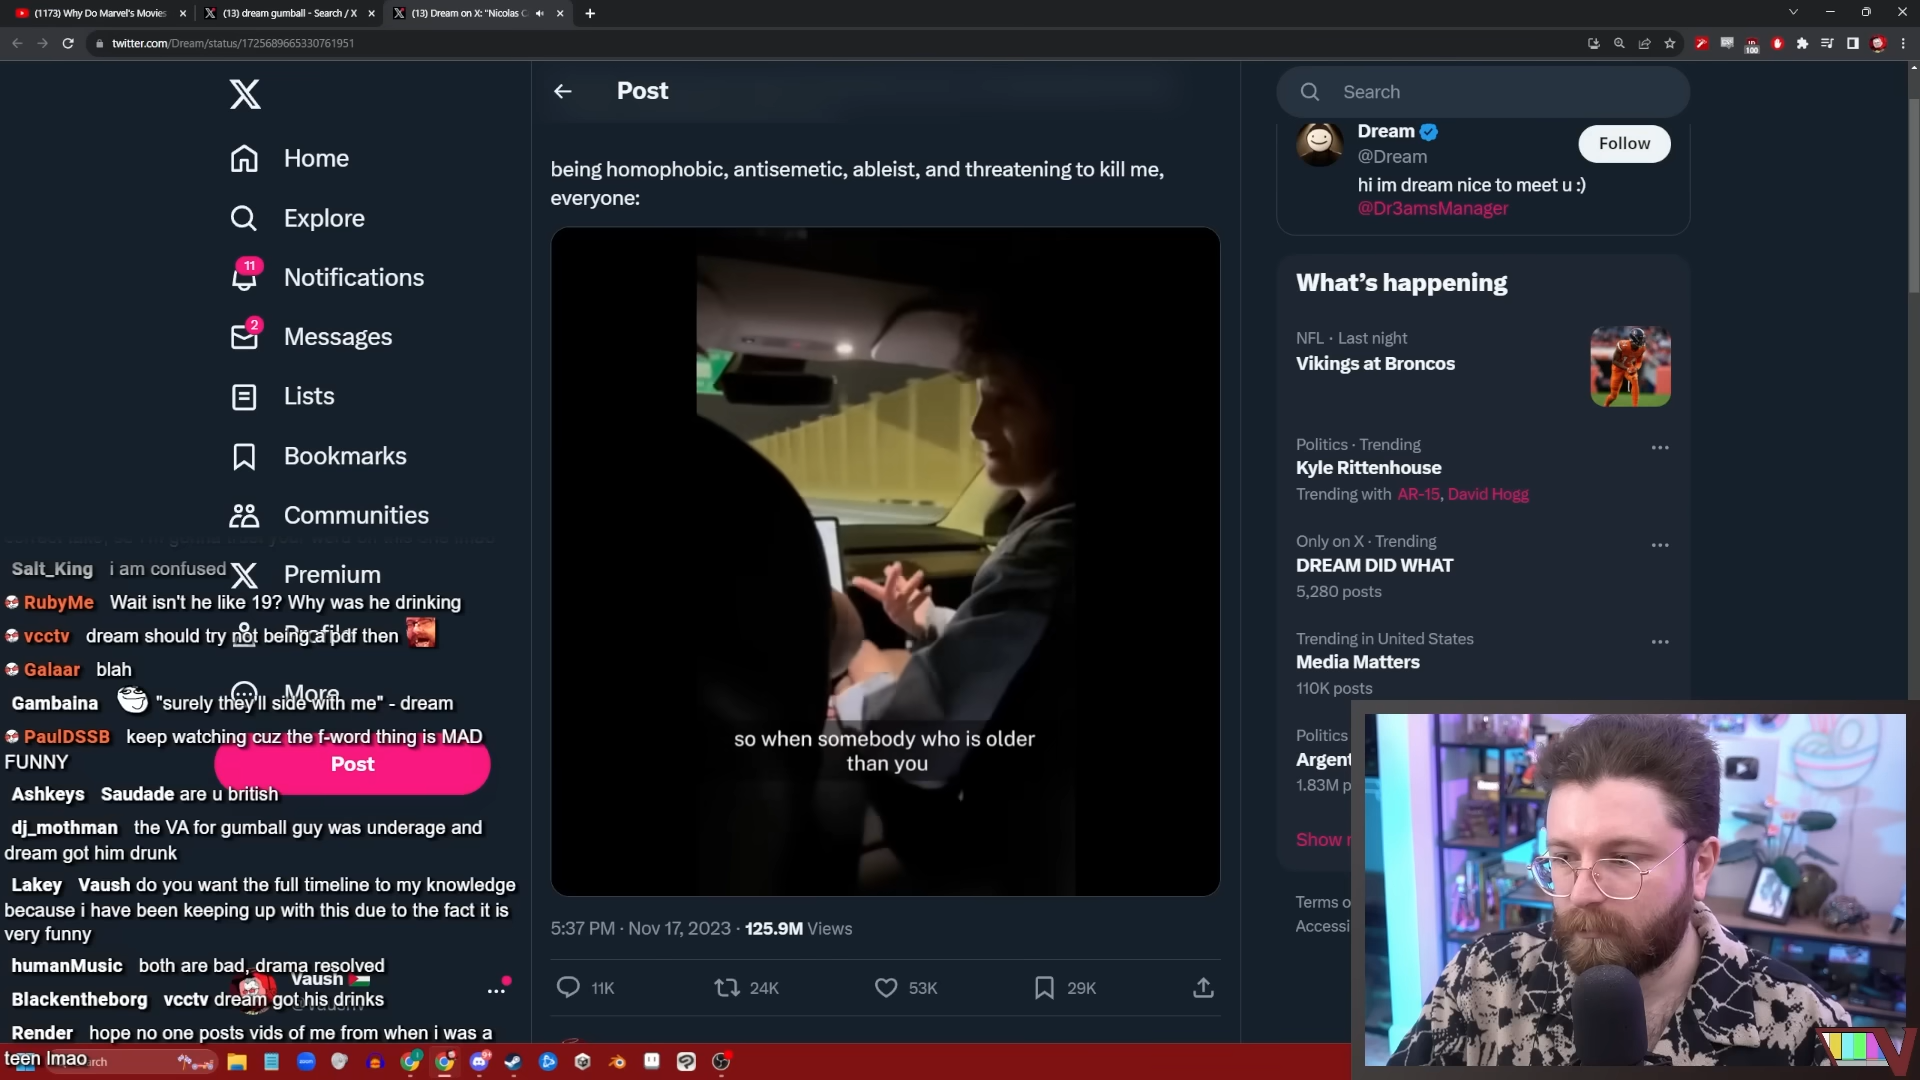 (1173) Why Do Marvel's Movies
(13) dream gumball - Search / X
(13) Dream on X: "Nicolas C
twitter.com/Dream/status/1725689665330761951
100
Home
Explore
11
Notifications
2
Messages
Lists
Bookmarks
Communities
Premium
Profile
More
Post
Vaush
Post
being homophobic, antisemetic, ableist, and threatening to kill me,
everyone:
so when somebody who is older
than you
5:37 PM · Nov 17, 2023 · 125.9M Views
11K
24K
53K
29K
Search
Dream
@Dream
Follow
hi im dream nice to meet u :)
@Dr3amsManager
What's happening
NFL · Last night
Vikings at Broncos
Politics · Trending
Kyle Rittenhouse
Trending with AR-15, David Hogg
Only on X · Trending
DREAM DID WHAT
5,280 posts
Trending in United States
Media Matters
110K posts
Politics
Argent
1.83M p
Show
Terms o
Accessi
Salt_King i am confused
RubyMe Wait isn't he like 19? Why was he drinking
vcctv dream should try not being a pdf then
Galaar blah
Gambaina "surely they'll side with me" - dream
PaulDSSB keep watching cuz the f-word thing is MAD
FUNNY
Ashkeys Saudade are u british
dj_mothman the VA for gumball guy was underage and
dream got him drunk
Lakey Vaush do you want the full timeline to my knowledge
because i have been keeping up with this due to the fact it is
very funny
humanMusic both are bad, drama resolved
Blackentheborg vcctv dream got his drinks
Render hope no one posts vids of me from when i was a
teen lmao